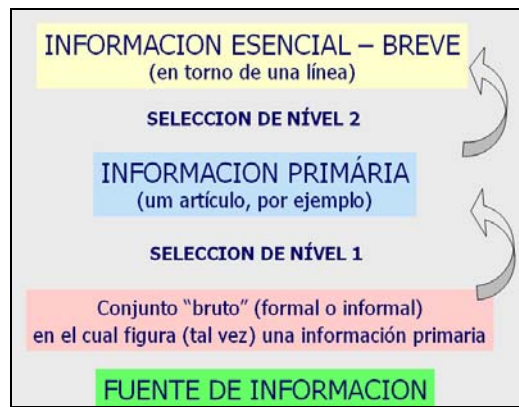 INFORMACION ESENCIAL – BREVE
(en torno de una línea)
SELECCION DE NÍVEL 2
INFORMACION PRIMÁRIA
(um artículo, por ejemplo)
SELECCION DE NÍVEL 1
Conjunto “bruto” (formal o informal)
en el cual figura (tal vez) una información primaria
FUENTE DE INFORMACION